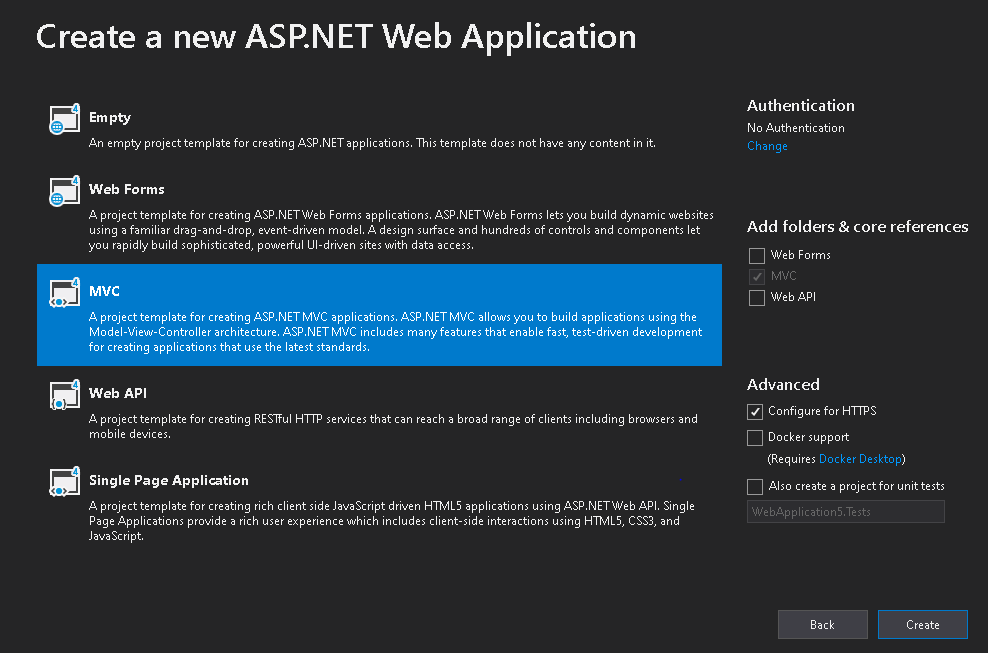 Create a new ASP.NET Web Application
Empty
An empty project template for creating ASP.NET applications. This template does not have any content in it.
Web Forms
A project template for creating ASP.NET Web Forms applications. ASP.NET Web Forms lets you build dynamic websites
using a familiar drag-and-drop, event-driven model. A design surface and hundreds of controls and components let
you rapidly build sophisticated, powerful UI-driven sites with data access.
MVC
A project template for creating ASP.NET MVC applications. ASP.NET MVC allows you to build applications using the
Model-View-Controller architecture. ASP.NET MVC includes many features that enable fast, test-driven development
for creating applications that use the latest standards.
Web API
A project template for creating RESTful HTTP services that can reach a broad range of clients including browsers and
mobile devices.
Single Page Application
A project template for creating rich client side JavaScript driven HTML5 applications using ASP.NET Web API. Single
Page Applications provide a rich user experience which includes client-side interactions using HTML5, CSS3, and
JavaScript.
Authentication
No Authentication
Change
Add folders & core references
Web Forms
MVC
Web API
Advanced
Configure for HTTPS
Docker support
(Requires Docker Desktop)
Also create a project for unit tests
WebApplication5.Tests
Back
Create